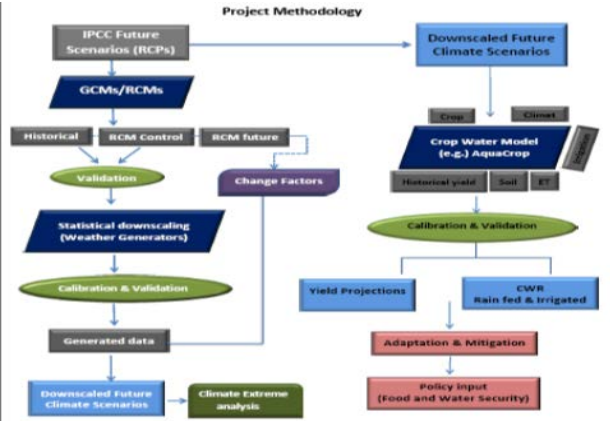 Project Methodology
IPCC Future
Scenarios (RCPs)
GCMs/RCMs
Historical
RCM Control
RCM future
Validation
Change Factors
Statistical downscaling
(Weather Generators)
Calibration & Validation
Generated data
Downscaled Future
Climate Scenarios
Climate Extreme
analysis
Downscaled Future
Climate Scenarios
Crop
Climat
Crop Water Model
(e.g.) AquaCrop
Historical yield
Soil
ET
Calibration & Validation
Yield Projections
CWR
Rain fed & Irrigated
Adaptation & Mitigation
Policy input
(Food and Water Security)